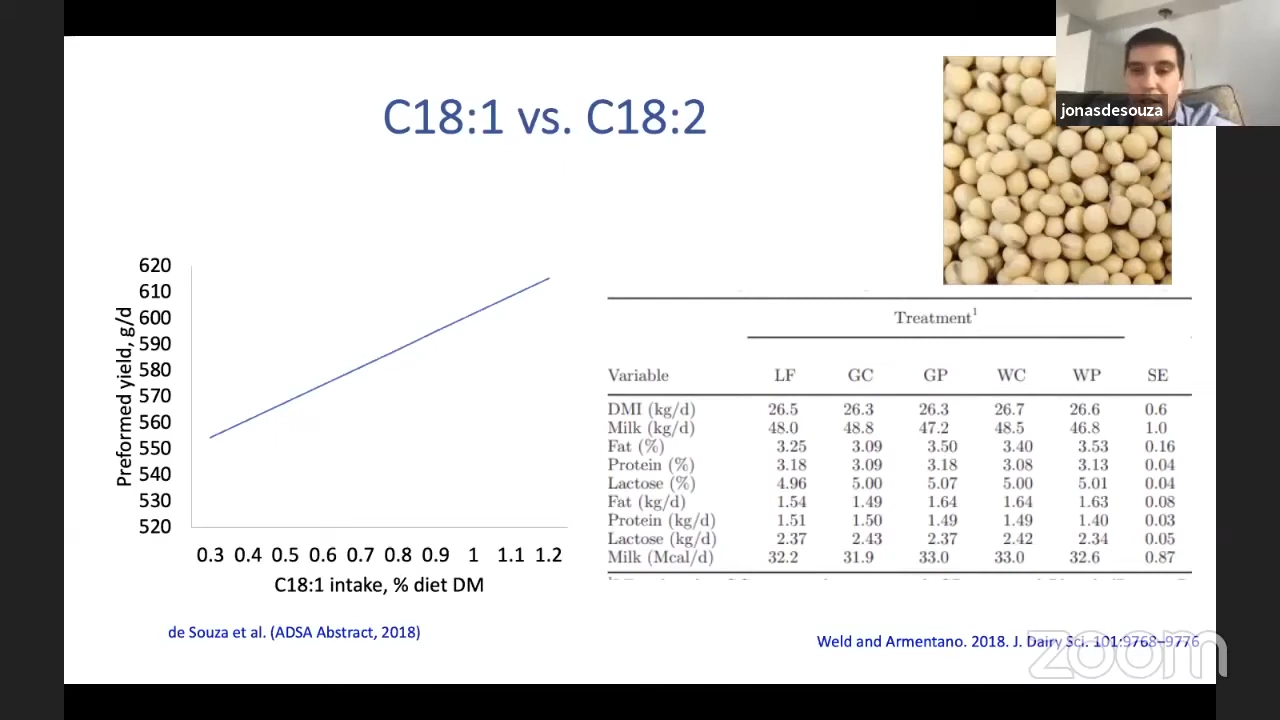 jonasdesouza
C18:1 vs. C18:2
620
610
600
590
580
570
560
550
540
530
520
Preformed yield, g/d
0.3 0.4 0.5 0.6 0.7 0.8 0.9 1 1.1 1.2
C18:1 intake, % diet DM
de Souza et al. (ADSA Abstract, 2018)
Treatment1
Variable LF GC GP WC WP SE
DMI (kg/d) 26.5 26.3 26.3 26.7 26.6 0.6
Milk (kg/d) 48.0 48.8 47.2 48.5 46.8 1.0
Fat (%) 3.25 3.09 3.50 3.40 3.53 0.16
Protein (%) 3.18 3.09 3.18 3.08 3.13 0.04
Lactose (%) 4.96 5.00 5.07 5.00 5.01 0.04
Fat (kg/d) 1.54 1.49 1.64 1.64 1.63 0.08
Protein (kg/d) 1.51 1.50 1.49 1.49 1.40 0.03
Lactose (kg/d) 2.37 2.43 2.37 2.42 2.34 0.05
Milk (Mcal/d) 32.2 31.9 33.0 33.0 32.6 0.87
Weld and Armentano. 2018. J. Dairy Sci. 101:9768–9776
zoom